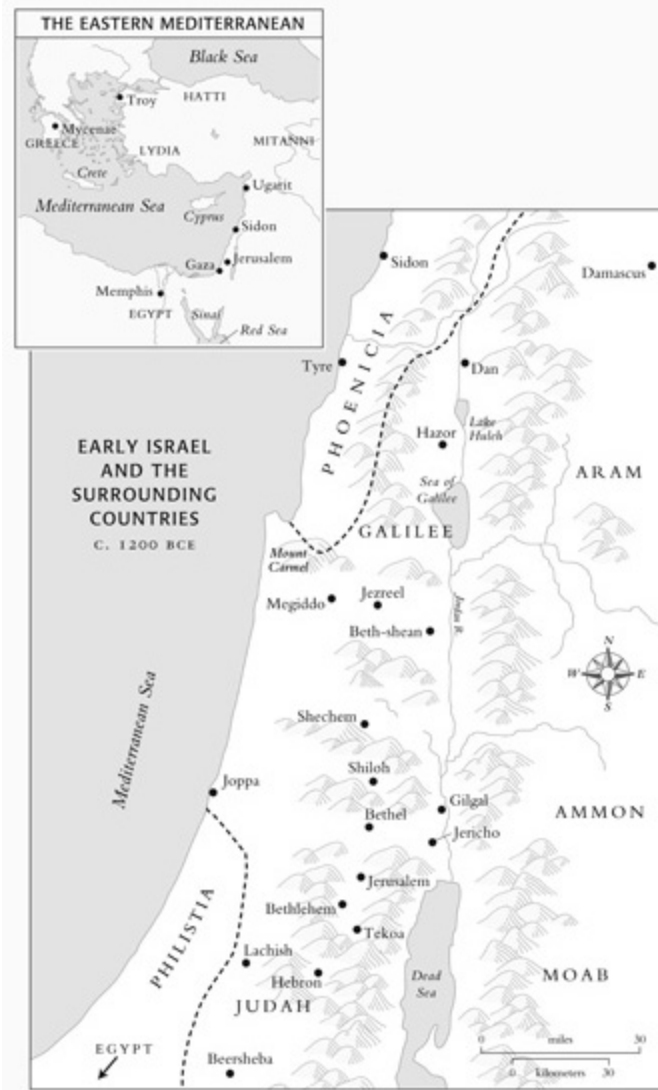 THE EASTERN MEDITERRANEAN
Black Sea
Troy
HATTI
Mycenae
GREECE
LYDIA
MITANNI
Crete
Ugarit
Mediterranean Sea
Cyprus
Sidon
Jerusalem
Gaza
Memphis
EGYPT
Sinai
Red Sea
Sidon
Damascus
PHOENICIA
Tyre
Dan
EARLY ISRAEL
AND THE
SURROUNDING
COUNTRIES
C. 1200 BCE
Lake
Huleh
Hazor
ARAM
Sea of
Galilee
GALILEE
Mount
Carmel
Megiddo
Jezreel
Jordan R.
Beth-shean
N
W
E
S
Mediterranean Sea
Shechem
Shiloh
Joppa
Gilgal
Bethel
AMMON
Jericho
Jerusalem
PHILISTIA
Bethlehem
Tekoa
Lachish
Hebron
Dead
Sea
MOAB
JUDAH
EGYPT
Beersheba
0 miles 30
0 kilometers 30